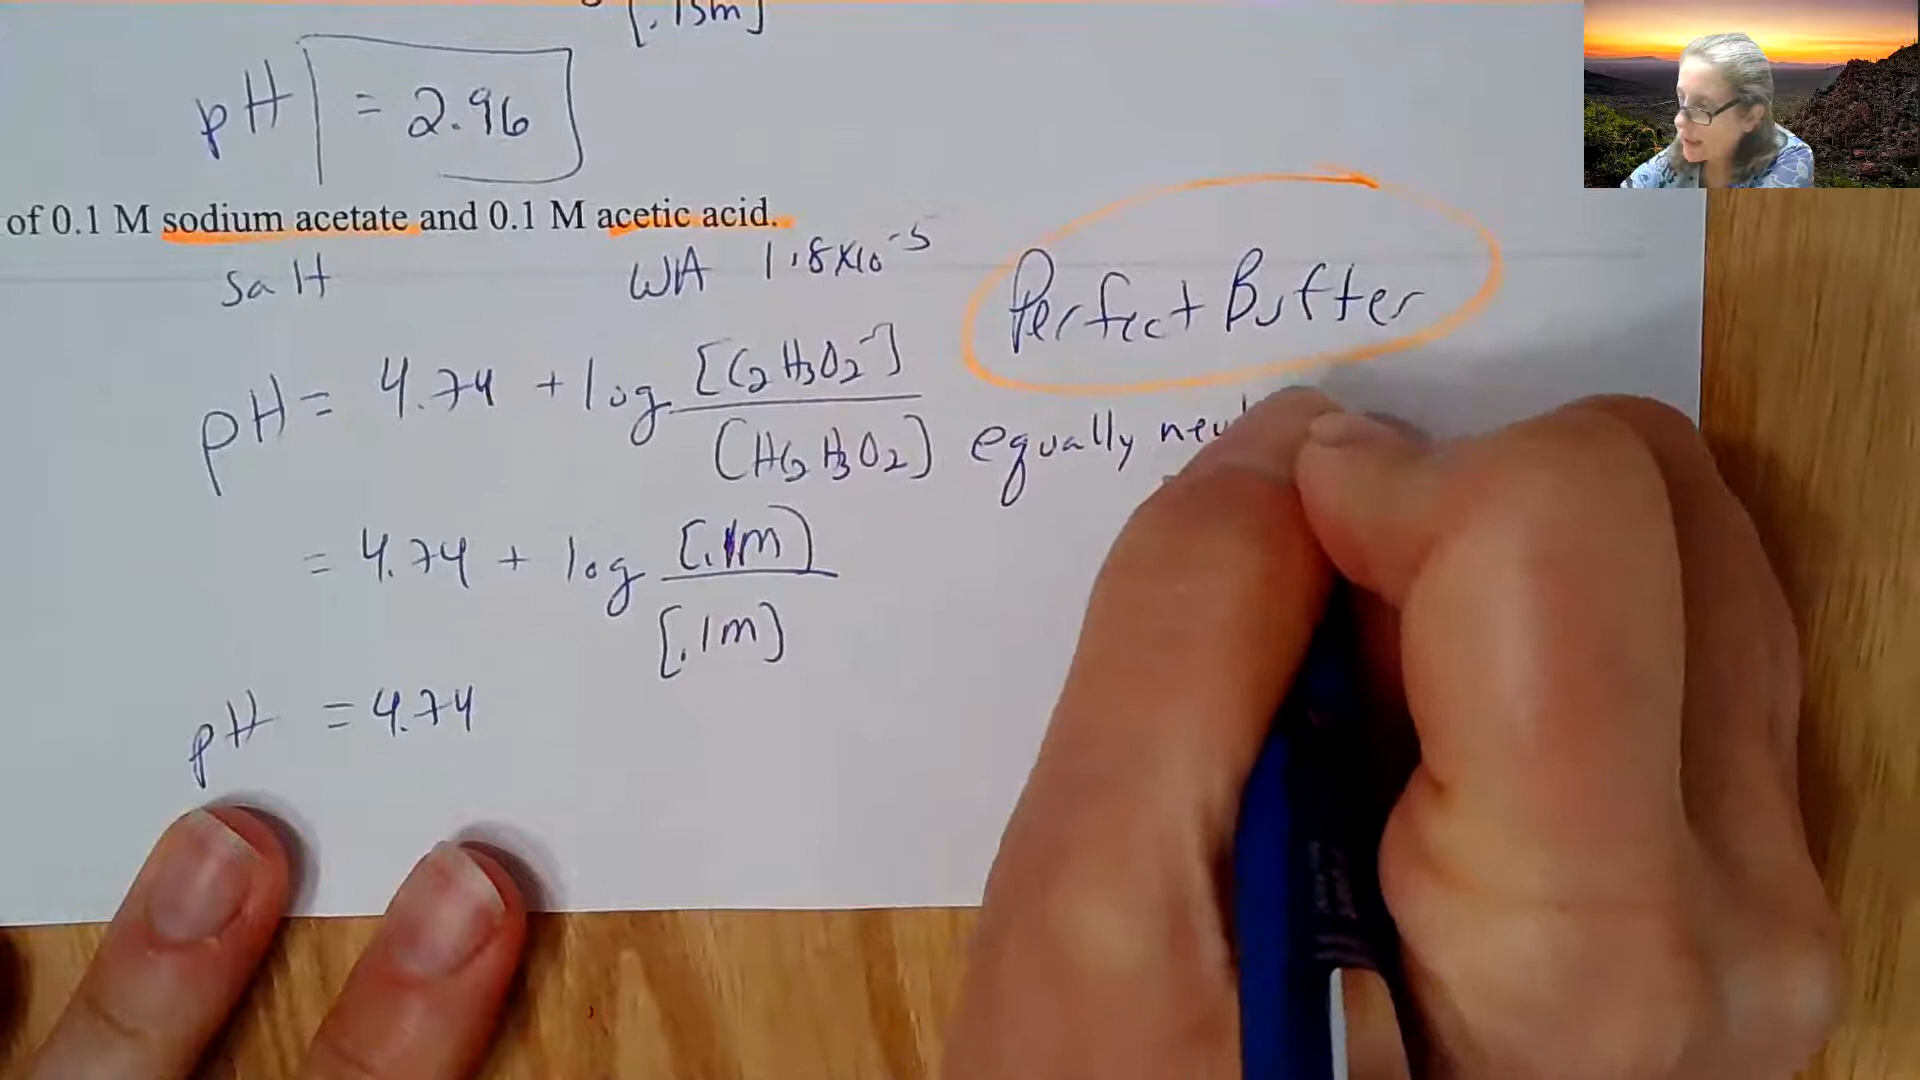 [.15m]
pH = 2.96
of 0.1 M sodium acetate and 0.1 M acetic acid.
salt WA 1.8x10-5
Perfect Buffer
pH = 4.74 + log [C2H3O2-]
(HC2H3O2) equally
= 4.74 + log [.1m)
[.1m]
pH = 4.74